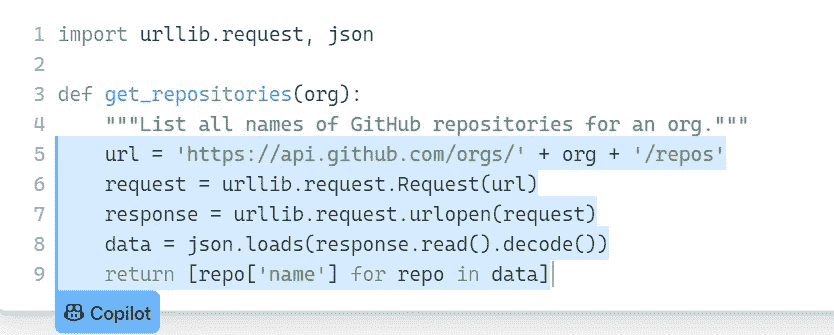 1 import urllib.request, json
2
3 def get_repositories(org):
4     """List all names of GitHub repositories for an org."""
5     url = 'https://api.github.com/orgs/' + org + '/repos'
6     request = urllib.request.Request(url)
7     response = urllib.request.urlopen(request)
8     data = json.loads(response.read().decode())
9     return [repo['name'] for repo in data]
Copilot